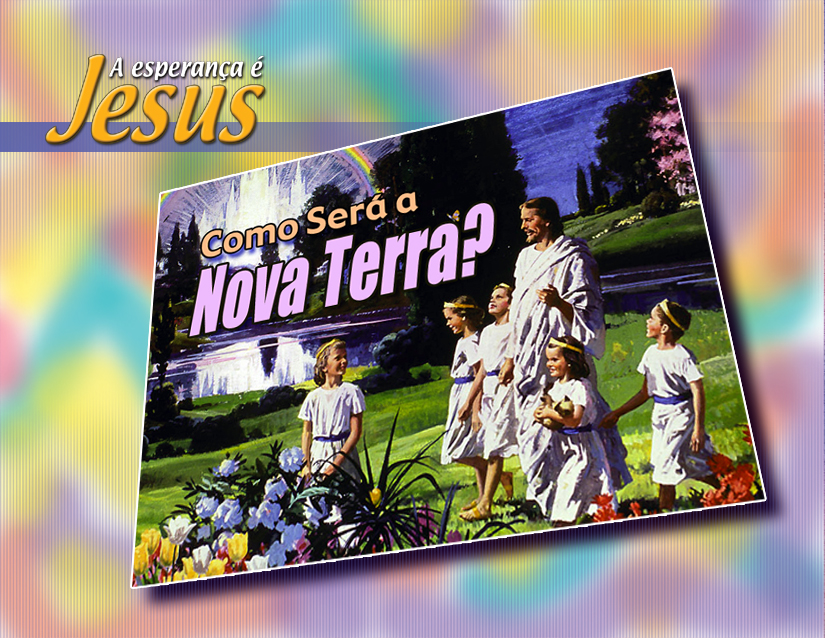 A esperança é
Jesus
Como Será a
Nova Terra?